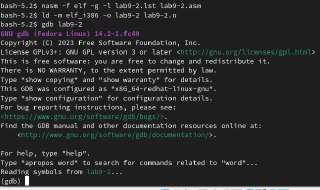 bash-5.2$ nasm -f elf -g -l lab9-2.lst lab9-2.asm
bash-5.2$ ld -m elf_i386 -o lab9-2 lab9-2.o
bash-5.2$ gdb lab9-2
GNU gdb (Fedora Linux) 14.2-1.fc40
Copyright (C) 2023 Free Software Foundation, Inc.
License GPLv3+: GNU GPL version 3 or later <http://gnu.org/licenses/gpl.html>
This is free software: you are free to change and redistribute it.
There is NO WARRANTY, to the extent permitted by law.
Type "show copying" and "show warranty" for details.
This GDB was configured as "x86_64-redhat-linux-gnu".
Type "show configuration" for configuration details.
For bug reporting instructions, please see:
<https://www.gnu.org/software/gdb/bugs/>.
Find the GDB manual and other documentation resources online at:
<http://www.gnu.org/software/gdb/documentation/>.
For help, type "help".
Type "apropos word" to search for commands related to "word"...
Reading symbols from lab9-2...
(gdb)